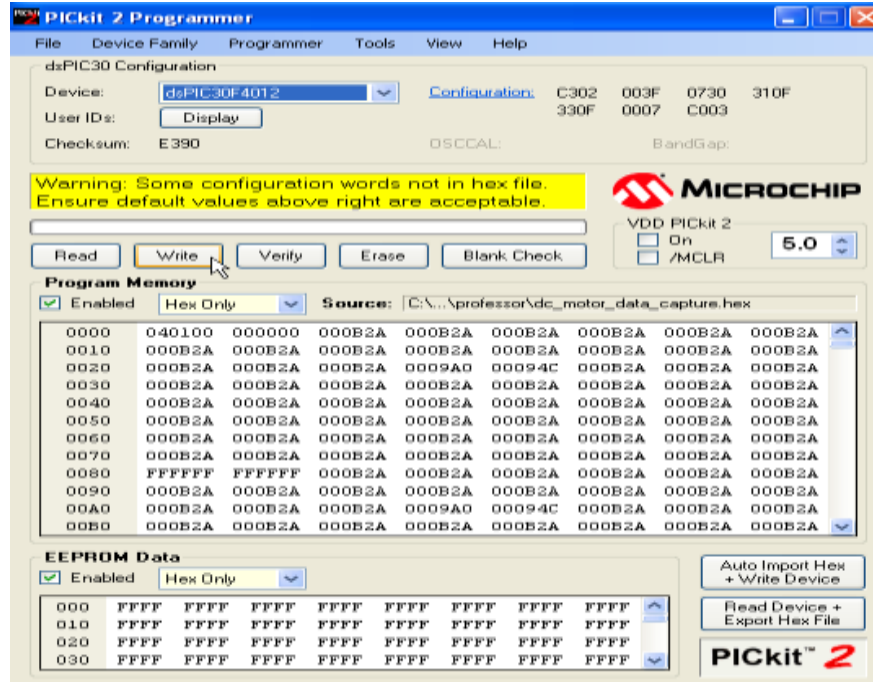 PICkit 2 Programmer
File Device Family Programmer Tools View Help
dsPIC30 Configuration
Device: dsPIC30F4012 Configuration: C302 003F 0730 310F
330F 0007 C003
User IDs: Display
Checksum: E390 OSCCAL: BandGap:
Warning: Some configuration words not in hex file.
Ensure default values above right are acceptable.
MICROCHIP
VDD PICkit 2
On
/MCLR
5.0
Read Write Verify Erase Blank Check
Program Memory
Enabled Hex Only Source: C:\...\professor\dc_motor_data_capture.hex
0000 040100 000000 000B2A 000B2A 000B2A 000B2A 000B2A 000B2A
0010 000B2A 000B2A 000B2A 000B2A 000B2A 000B2A 000B2A 000B2A
0020 000B2A 000B2A 000B2A 0009A0 00094C 000B2A 000B2A 000B2A
0030 000B2A 000B2A 000B2A 000B2A 000B2A 000B2A 000B2A 000B2A
0040 000B2A 000B2A 000B2A 000B2A 000B2A 000B2A 000B2A 000B2A
0050 000B2A 000B2A 000B2A 000B2A 000B2A 000B2A 000B2A 000B2A
0060 000B2A 000B2A 000B2A 000B2A 000B2A 000B2A 000B2A 000B2A
0070 000B2A 000B2A 000B2A 000B2A 000B2A 000B2A 000B2A 000B2A
0080 FFFFFF FFFFFF 000B2A 000B2A 000B2A 000B2A 000B2A 000B2A
0090 000B2A 000B2A 000B2A 000B2A 000B2A 000B2A 000B2A 000B2A
00A0 000B2A 000B2A 000B2A 0009A0 00094C 000B2A 000B2A 000B2A
00B0 000B2A 000B2A 000B2A 000B2A 000B2A 000B2A 000B2A 000B2A
EEPROM Data
Enabled Hex Only
000 FFFF FFFF FFFF FFFF FFFF FFFF FFFF FFFF
010 FFFF FFFF FFFF FFFF FFFF FFFF FFFF FFFF
020 FFFF FFFF FFFF FFFF FFFF FFFF FFFF FFFF
030 FFFF FFFF FFFF FFFF FFFF FFFF FFFF FFFF
Auto Import Hex
+ Write Device
Read Device +
Export Hex File
PICkit™ 2